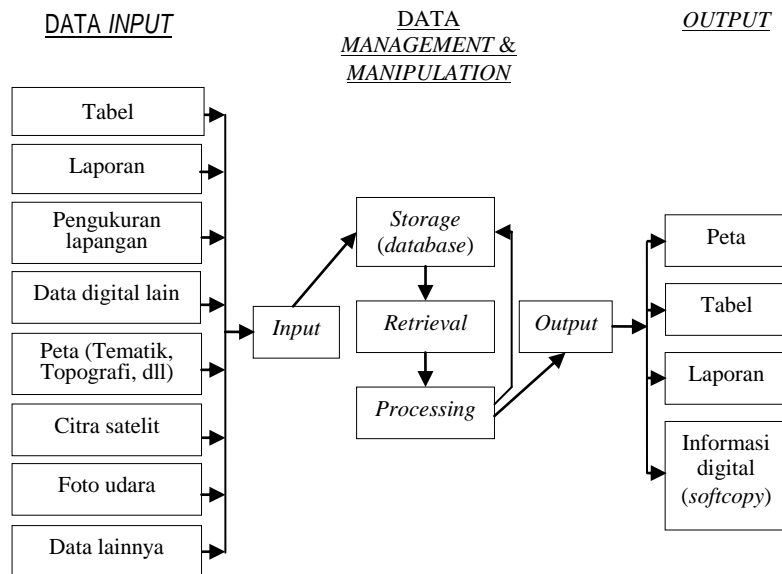 DATA INPUT
DATA
MANAGEMENT &
MANIPULATION
OUTPUT
Tabel
Laporan
Pengukuran
lapangan
Data digital lain
Peta (Tematik,
Topografi, dll)
Citra satelit
Foto udara
Data lainnya
Input
Storage
(database)
Retrieval
Processing
Output
Peta
Tabel
Laporan
Informasi
digital
(softcopy)